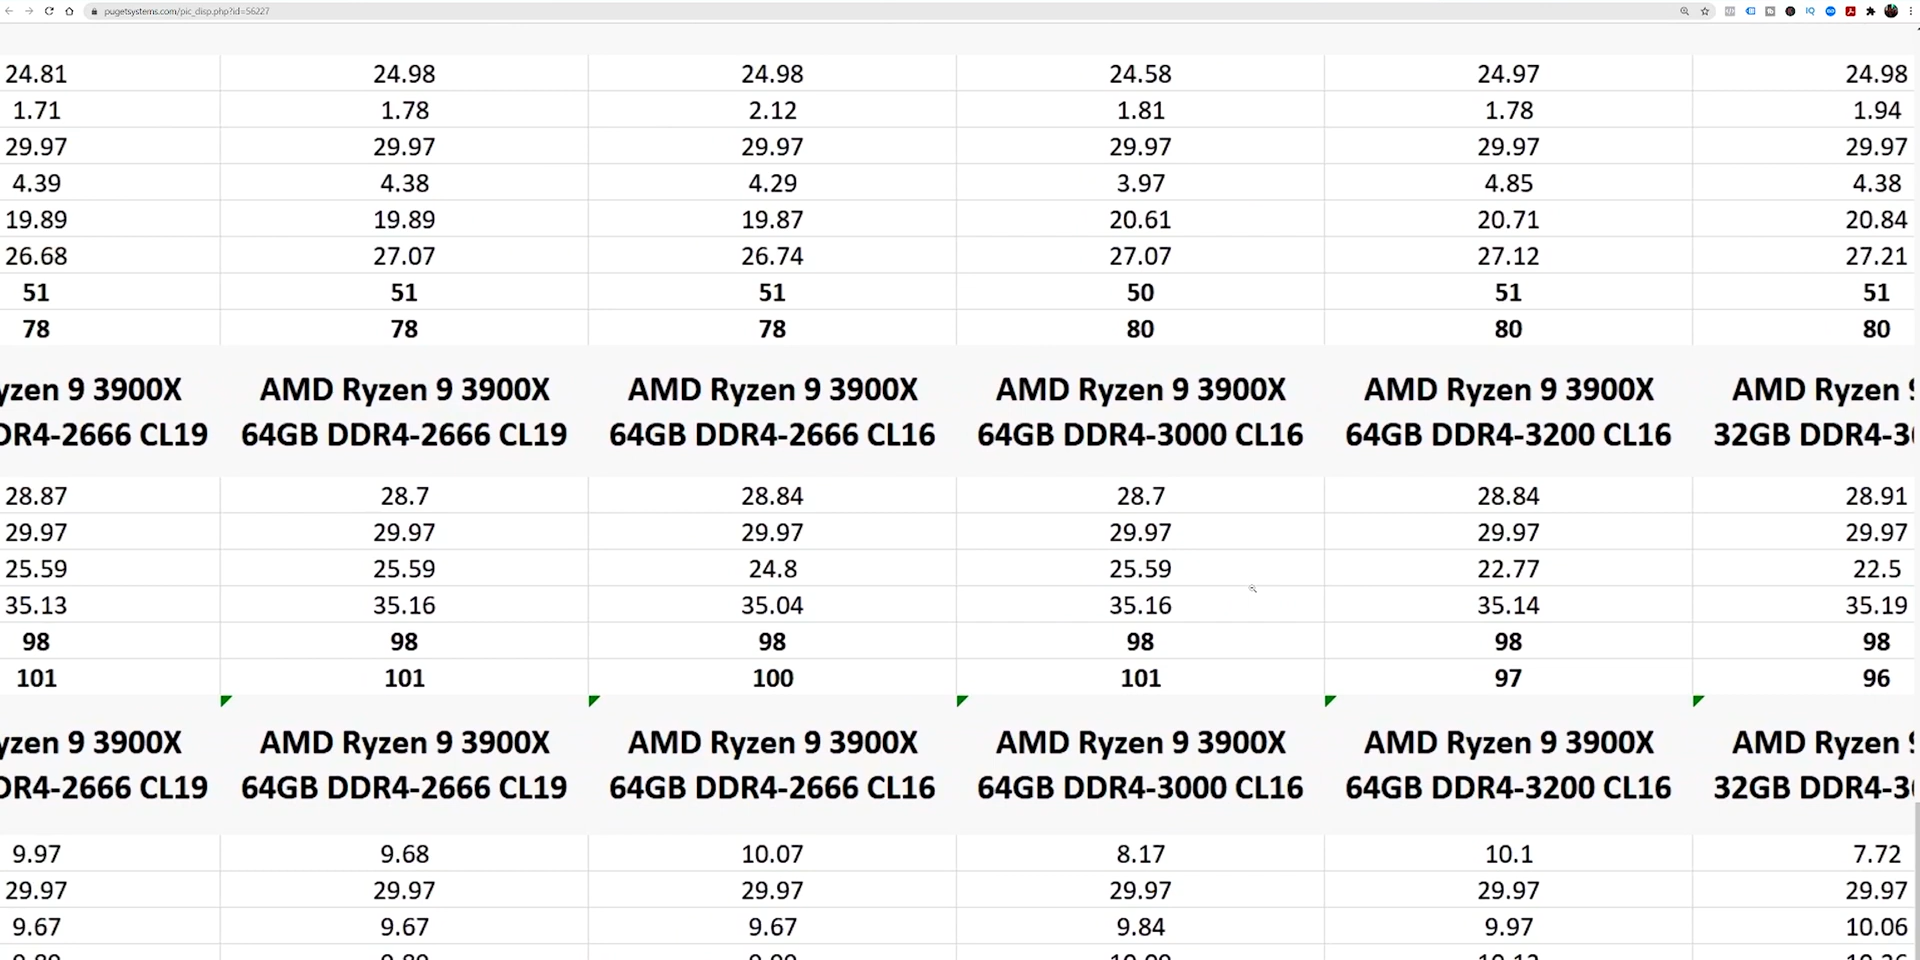 pugetsystems.com/pic_disp.php?id=56227
24.81 24.98 24.98 24.58 24.97 24.98
1.71 1.78 2.12 1.81 1.78 1.94
29.97 29.97 29.97 29.97 29.97 29.97
4.39 4.38 4.29 3.97 4.85 4.38
19.89 19.89 19.87 20.61 20.71 20.84
26.68 27.07 26.74 27.07 27.12 27.21
51 51 51 50 51 51
78 78 78 80 80 80
yzen 9 3900X AMD Ryzen 9 3900X AMD Ryzen 9 3900X AMD Ryzen 9 3900X AMD Ryzen 9 3900X AMD Ryzen 9
DR4-2666 CL19 64GB DDR4-2666 CL19 64GB DDR4-2666 CL16 64GB DDR4-3000 CL16 64GB DDR4-3200 CL16 32GB DDR4-3
28.87 28.7 28.84 28.7 28.84 28.91
29.97 29.97 29.97 29.97 29.97 29.97
25.59 25.59 24.8 25.59 22.77 22.5
35.13 35.16 35.04 35.16 35.14 35.19
98 98 98 98 98 98
101 101 100 101 97 96
yzen 9 3900X AMD Ryzen 9 3900X AMD Ryzen 9 3900X AMD Ryzen 9 3900X AMD Ryzen 9 3900X AMD Ryzen 9
DR4-2666 CL19 64GB DDR4-2666 CL19 64GB DDR4-2666 CL16 64GB DDR4-3000 CL16 64GB DDR4-3200 CL16 32GB DDR4-3
9.97 9.68 10.07 8.17 10.1 7.72
29.97 29.97 29.97 29.97 29.97 29.97
9.67 9.67 9.67 9.84 9.97 10.06